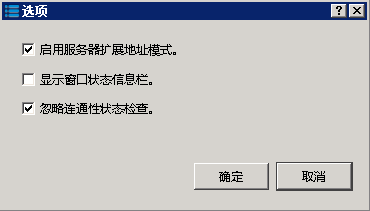 选项
启用服务器扩展地址模式。
显示窗口状态信息栏。
忽略连通性状态检查。
确定 取消